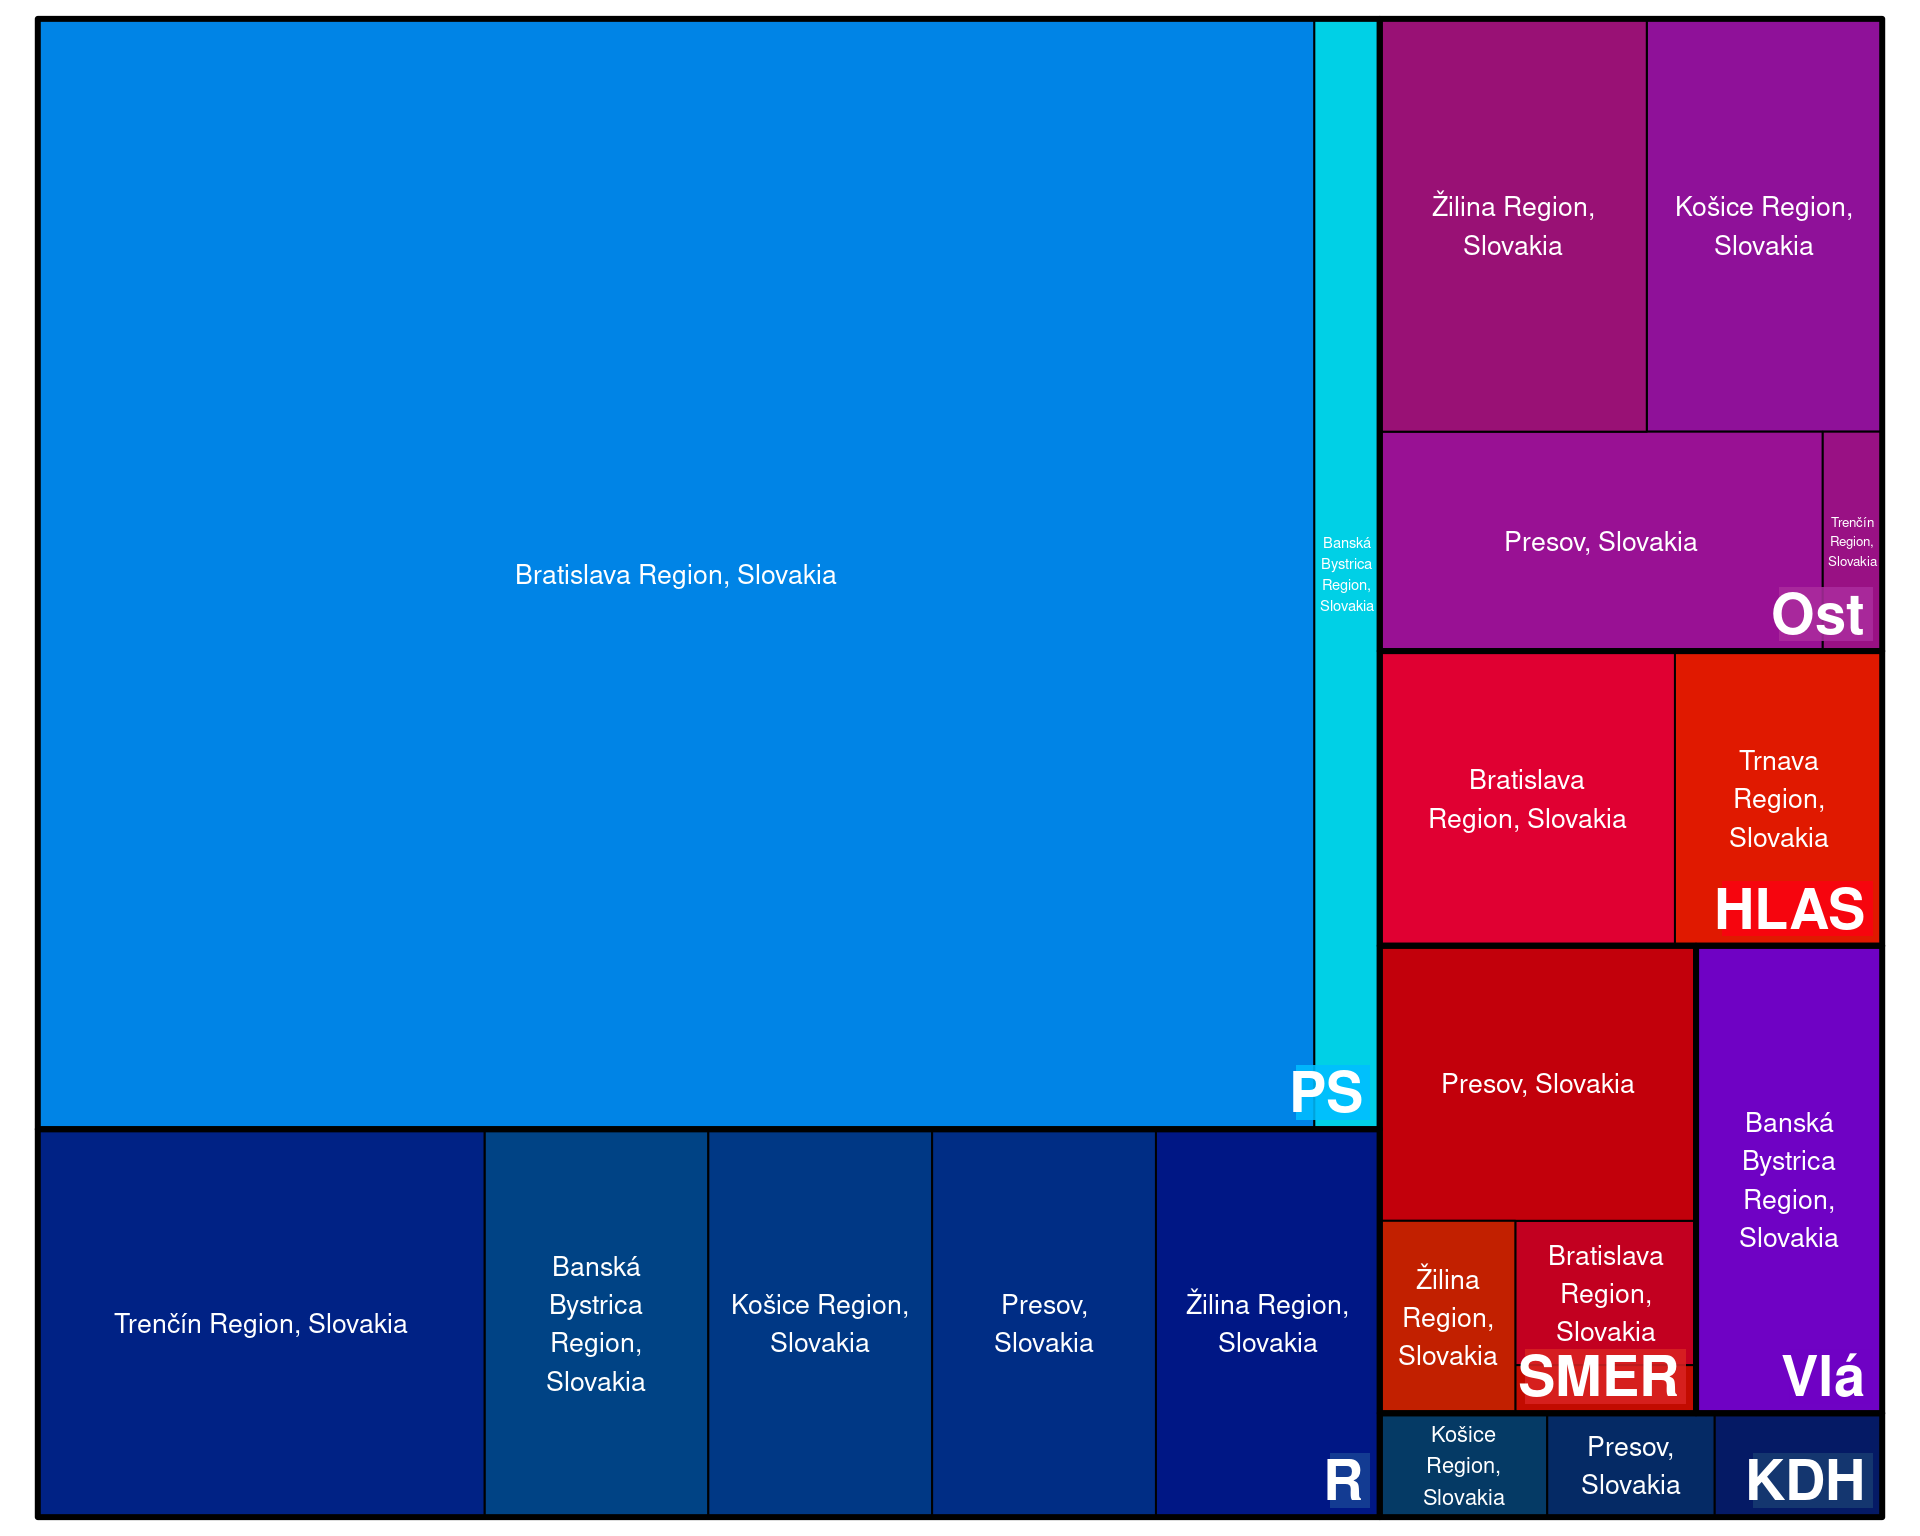 Bratislava Region, Slovakia
Banská
Bystrica
Region,
Slovakia
PS
Trenčín Region, Slovakia
Banská
Bystrica
Region,
Slovakia
Košice Region,
Slovakia
Presov,
Slovakia
Žilina Region,
Slovakia
R
Žilina Region,
Slovakia
Košice Region,
Slovakia
Presov, Slovakia
Trenčín
Region,
Slovakia
Ost
Bratislava
Region, Slovakia
Trnava
Region,
Slovakia
HLAS
Presov, Slovakia
Žilina
Region,
Slovakia
Bratislava
Region,
Slovakia
SMER
Banská
Bystrica
Region,
Slovakia
Vlá
Košice
Region,
Slovakia
Presov,
Slovakia
KDH